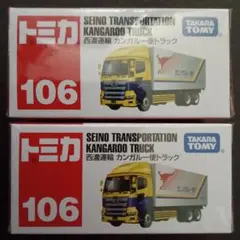 トミカ
106
SEINO TRANSPORTATION
KANGAROO TRUCK
西濃運輸 カンガルー便トラック
TAKARA
TOMY
トミカ
106
SEINO TRANSPORTATION
KANGAROO TRUCK
西濃運輸 カンガルー便トラック
TAKARA
TOMY